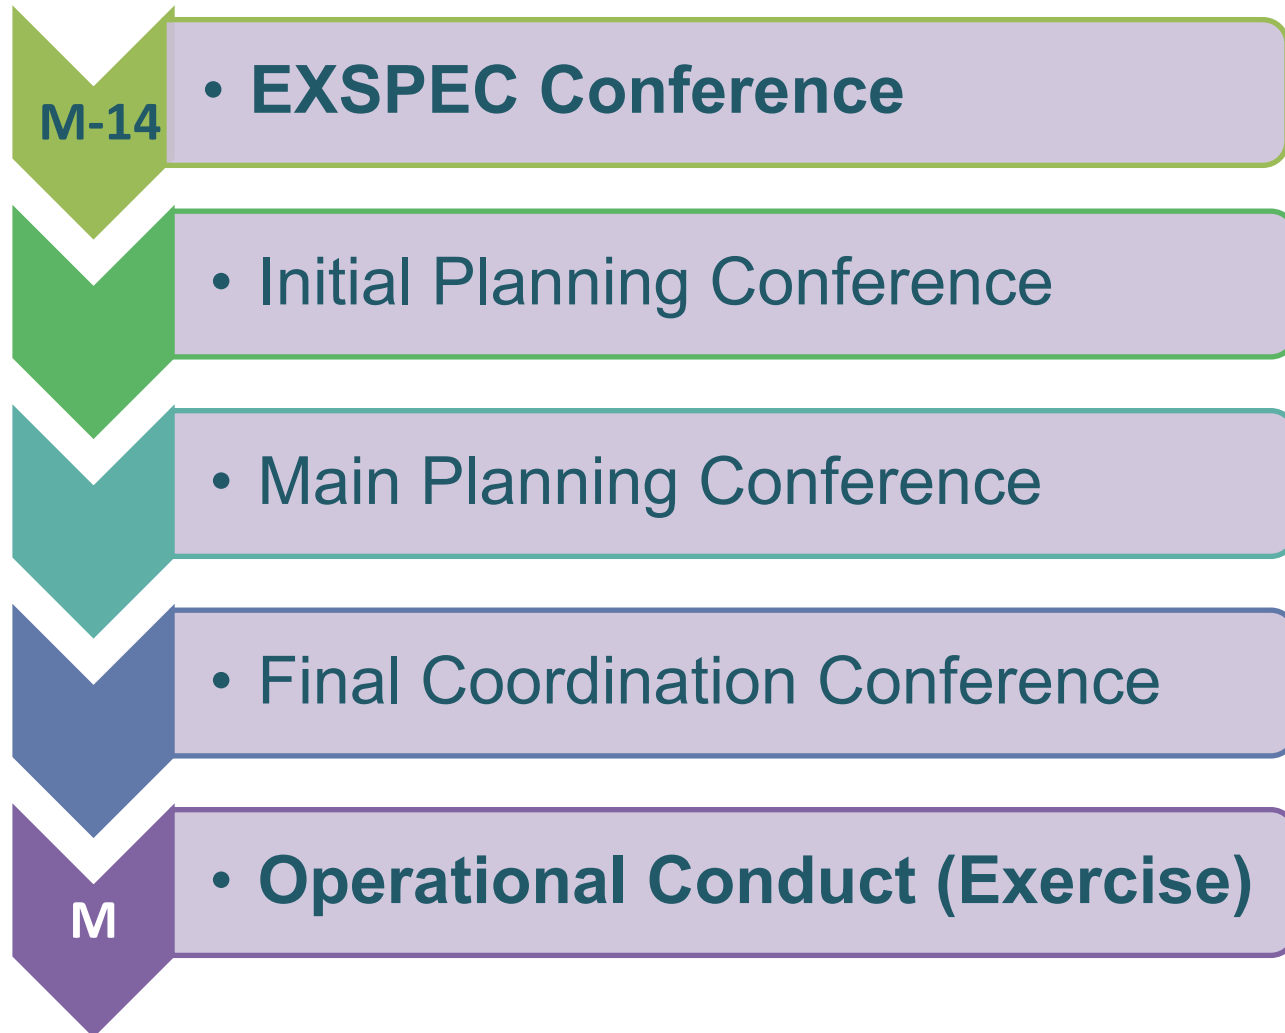 M-14
• EXSPEC Conference
• Initial Planning Conference
• Main Planning Conference
• Final Coordination Conference
M
• Operational Conduct (Exercise)